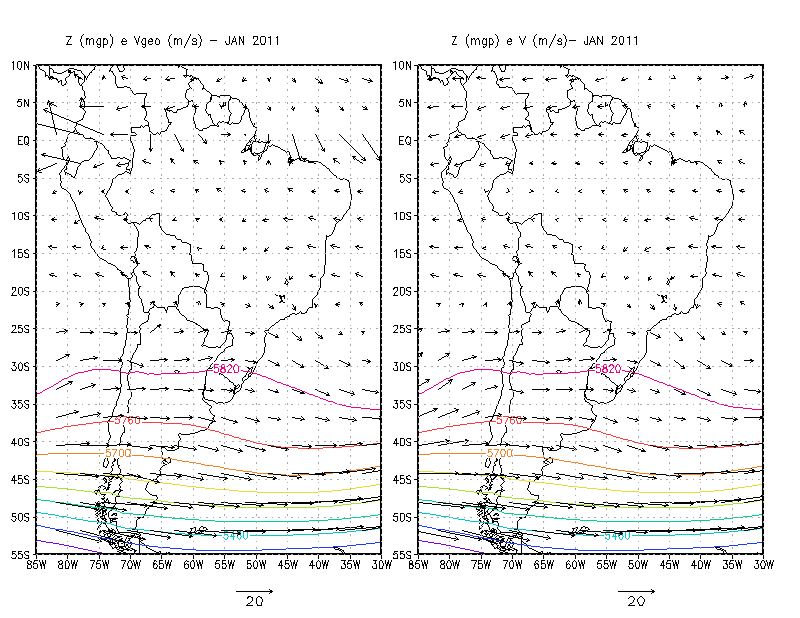 Z (mgp) e Vgeo (m/s) - JAN 2011
10N
5N
EQ
5S
10S
15S
20S
25S
30S
35S
40S
45S
50S
55S
5820
5760
5700
5460
85W 80W 75W 70W 65W 60W 55W 50W 45W 40W 35W 30W
20
Z (mgp) e V (m/s)- JAN 2011
10N
5N
EQ
5S
10S
15S
20S
25S
30S
35S
40S
45S
50S
55S
5820
5760
5700
5460
85W 80W 75W 70W 65W 60W 55W 50W 45W 40W 35W 30W
20